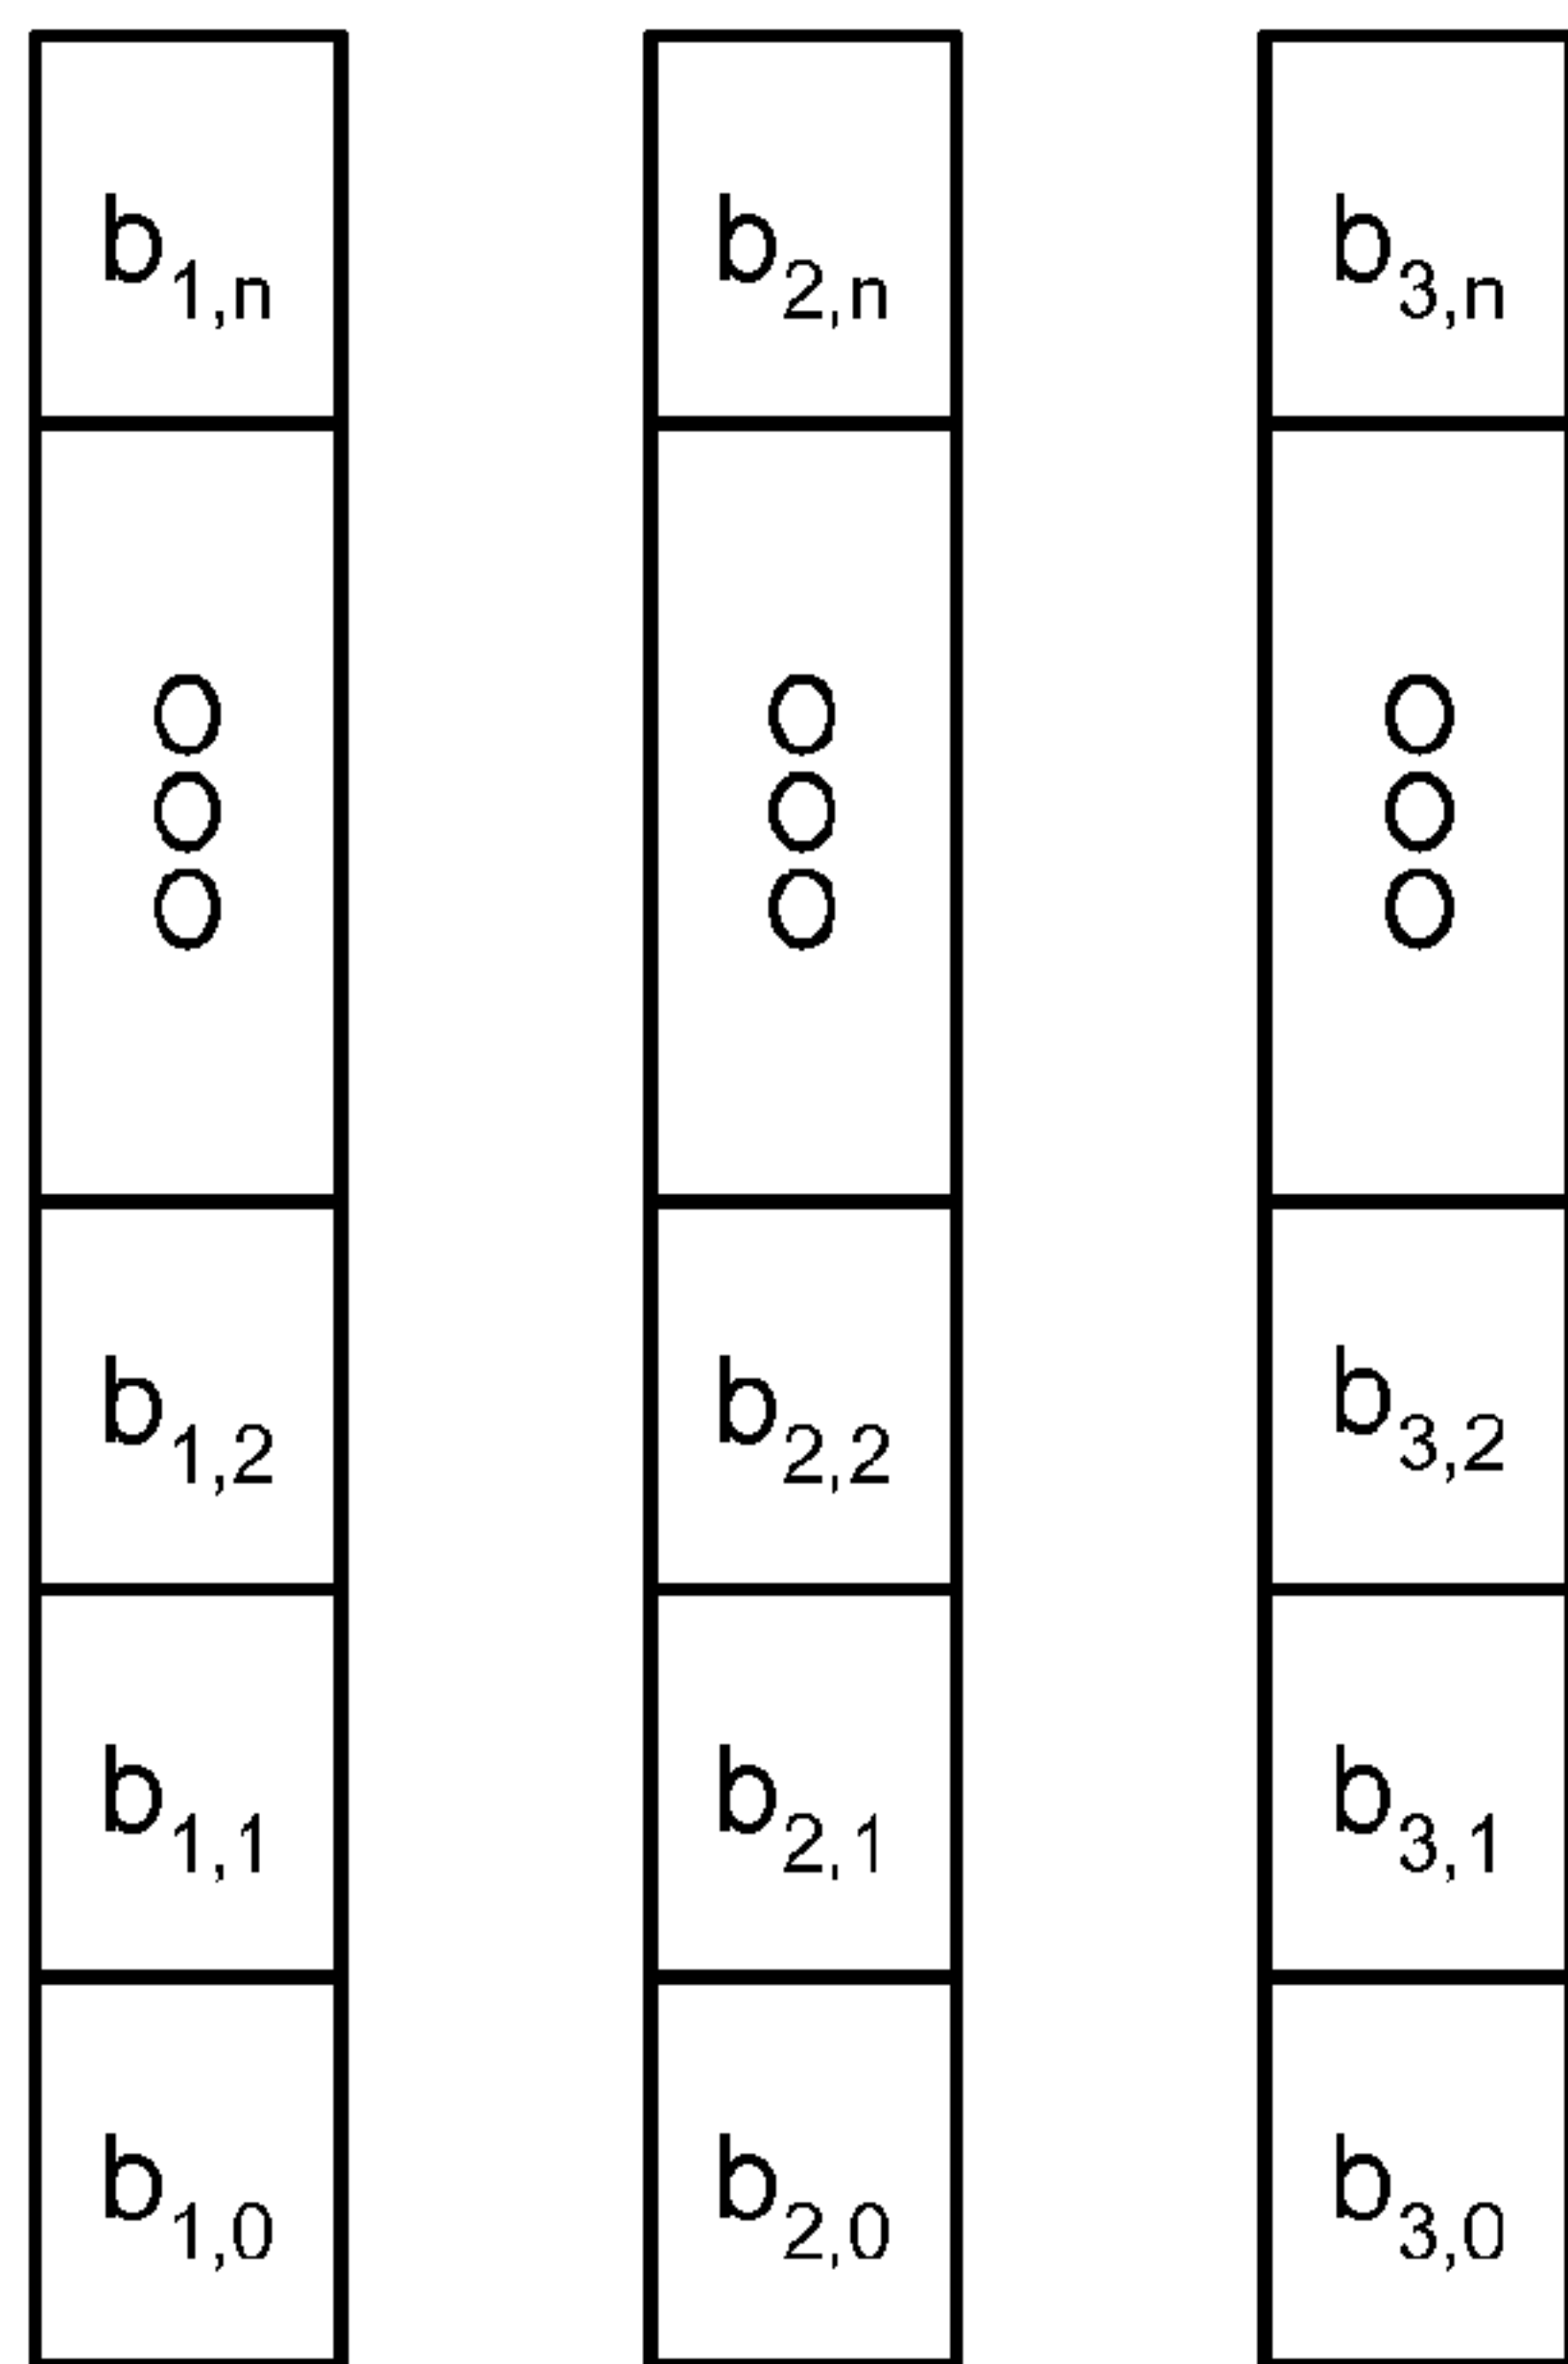 b1,n b2,n b3,n
o o o
o o o
o o o
b1,2 b2,2 b3,2
b1,1 b2,1 b3,1
b1,0 b2,0 b3,0